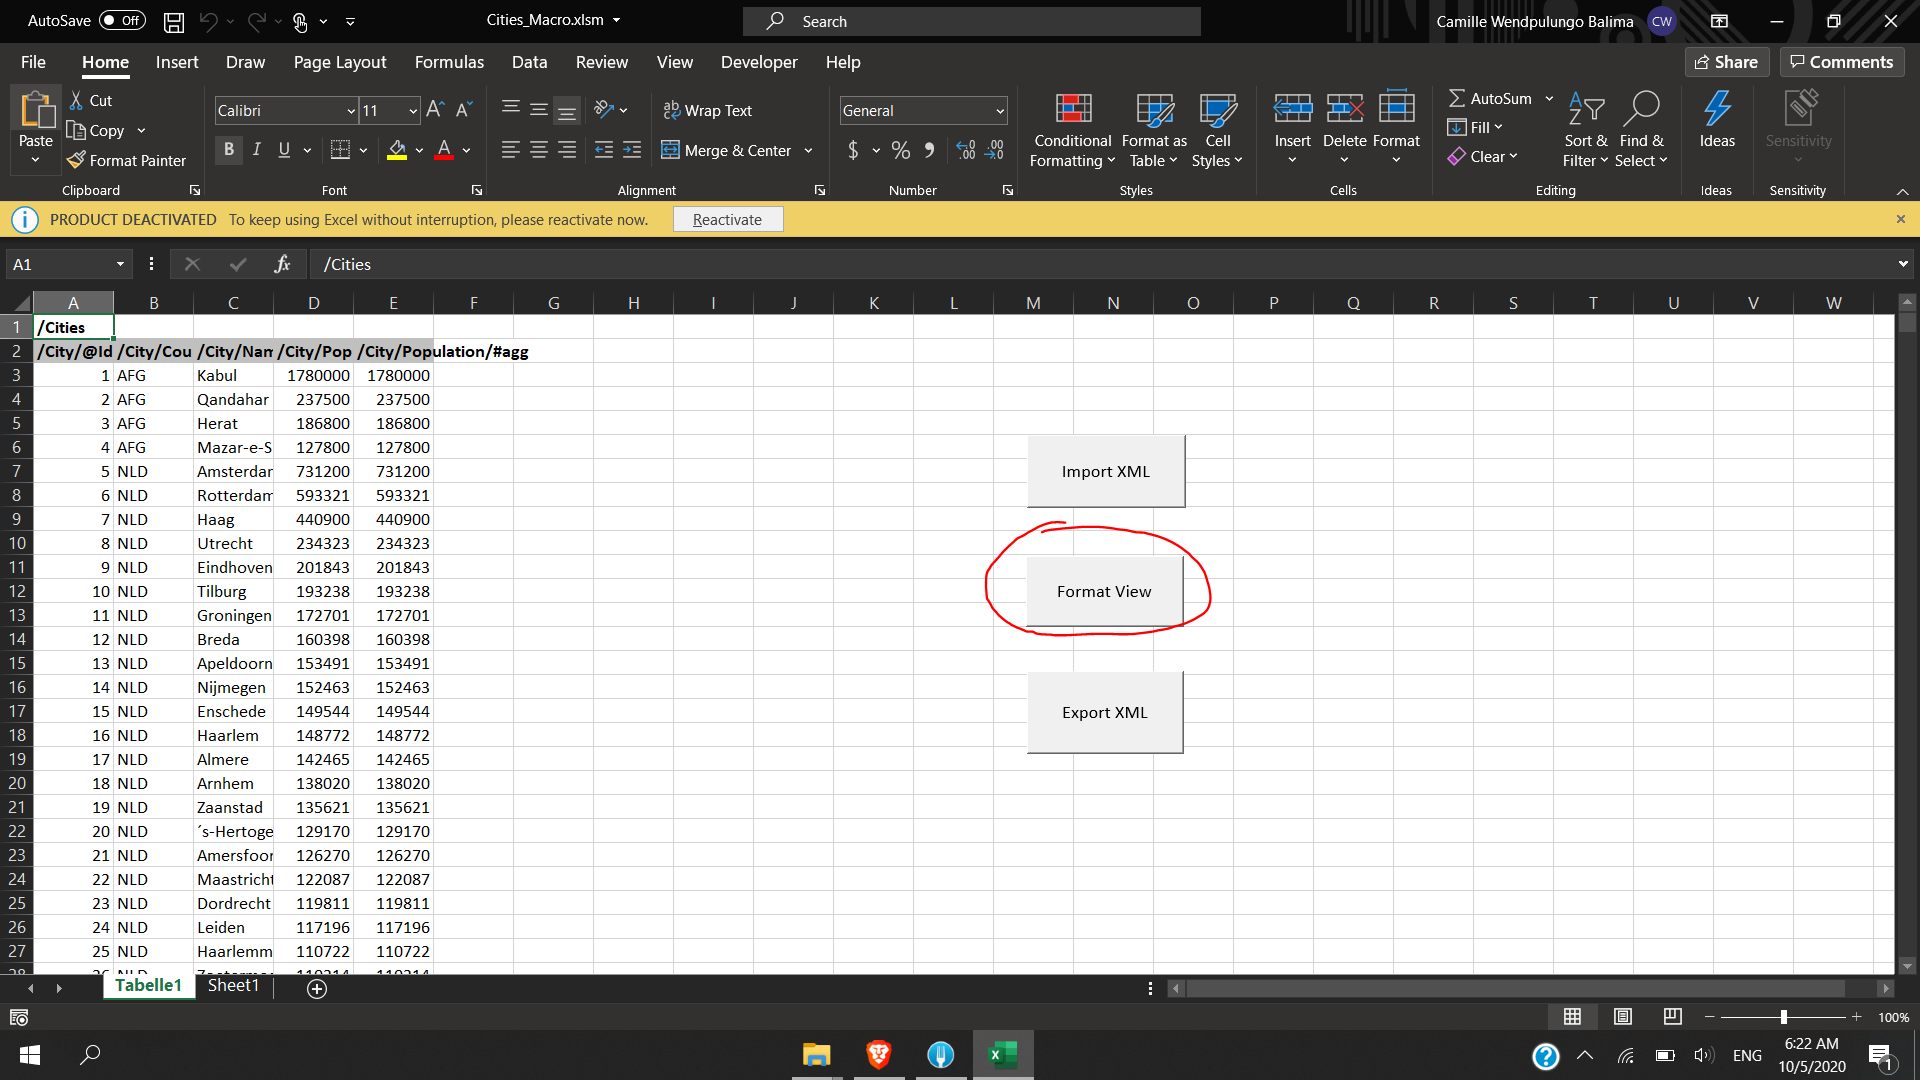 AutoSave Off Cities_Macro.xlsm Search Camille Wendpulungo Balima CW
File Home Insert Draw Page Layout Formulas Data Review View Developer Help Share Comments
Paste
Cut
Copy
Format Painter
Clipboard
Calibri 11
B I U
Font
Wrap Text
Merge & Center
Alignment
General
$ % 9
Number
Conditional Formatting
Format as Table
Cell Styles
Styles
Insert Delete Format
Cells
AutoSum
Fill
Clear
Sort & Filter
Find & Select
Editing
Ideas
Ideas
Sensitivity
Sensitivity
PRODUCT DEACTIVATED To keep using Excel without interruption, please reactivate now. Reactivate
A1 fx /Cities
A B C D E F G H I J K L M N O P Q R S T U V W
1 /Cities
2 /City/@Id /City/Cou /City/Nam /City/Pop /City/Population/#agg
3 1 AFG Kabul 1780000 1780000
4 2 AFG Qandahar 237500 237500
5 3 AFG Herat 186800 186800
6 4 AFG Mazar-e-S 127800 127800
7 5 NLD Amsterdam 731200 731200
8 6 NLD Rotterdam 593321 593321
9 7 NLD Haag 440900 440900
10 8 NLD Utrecht 234323 234323
11 9 NLD Eindhoven 201843 201843
12 10 NLD Tilburg 193238 193238
13 11 NLD Groningen 172701 172701
14 12 NLD Breda 160398 160398
15 13 NLD Apeldoorn 153491 153491
16 14 NLD Nijmegen 152463 152463
17 15 NLD Enschede 149544 149544
18 16 NLD Haarlem 148772 148772
19 17 NLD Almere 142465 142465
20 18 NLD Arnhem 138020 138020
21 19 NLD Zaanstad 135621 135621
22 20 NLD ´s-Hertoge 129170 129170
23 21 NLD Amersfoor 126270 126270
24 22 NLD Maastricht 122087 122087
25 23 NLD Dordrecht 119811 119811
26 24 NLD Leiden 117196 117196
27 25 NLD Haarlemm 110722 110722
Import XML
Format View
Export XML
Tabelle1 Sheet1
100%
ENG
6:22 AM
10/5/2020
1